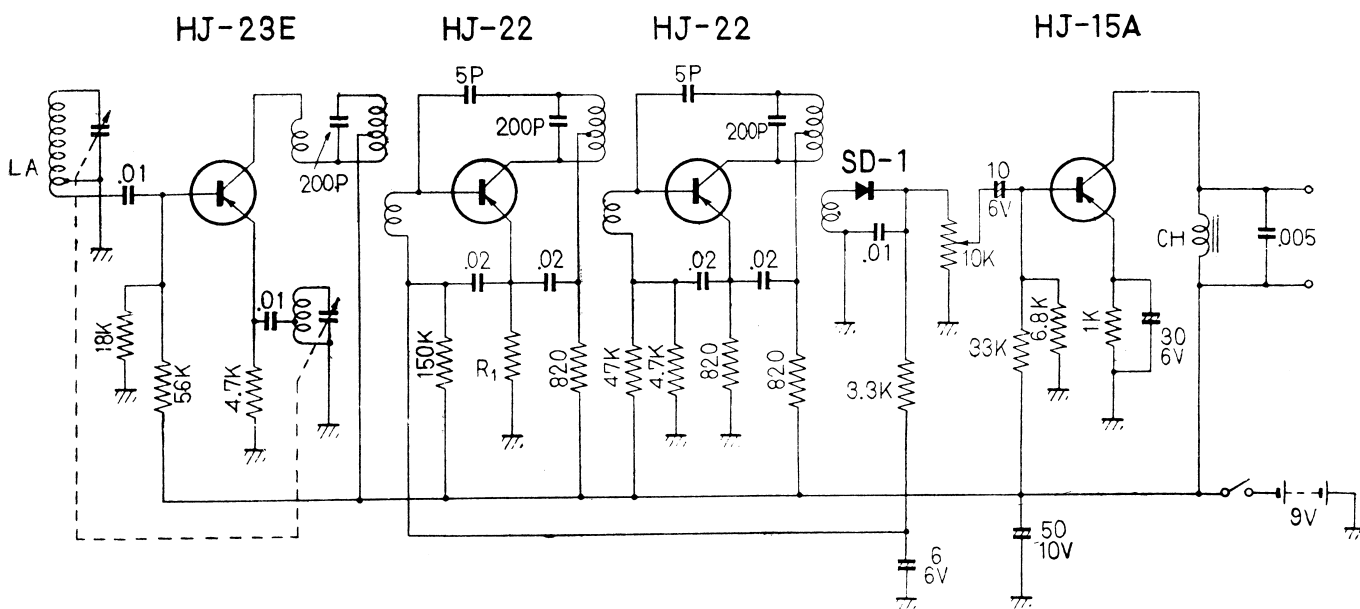 HJ-23E
HJ-22
HJ-22
HJ-15A
LA
.01
200P
5P
200P
5P
200P
SD-1
.01
10
6V
10K
CH
.005
.01
18K
56K
4.7K
.02
.02
150K
R₁
820
.02
.02
47K
4.7K
820
820
3.3K
33K
6.8K
1K
30
6V
6
6V
50
10V
9V